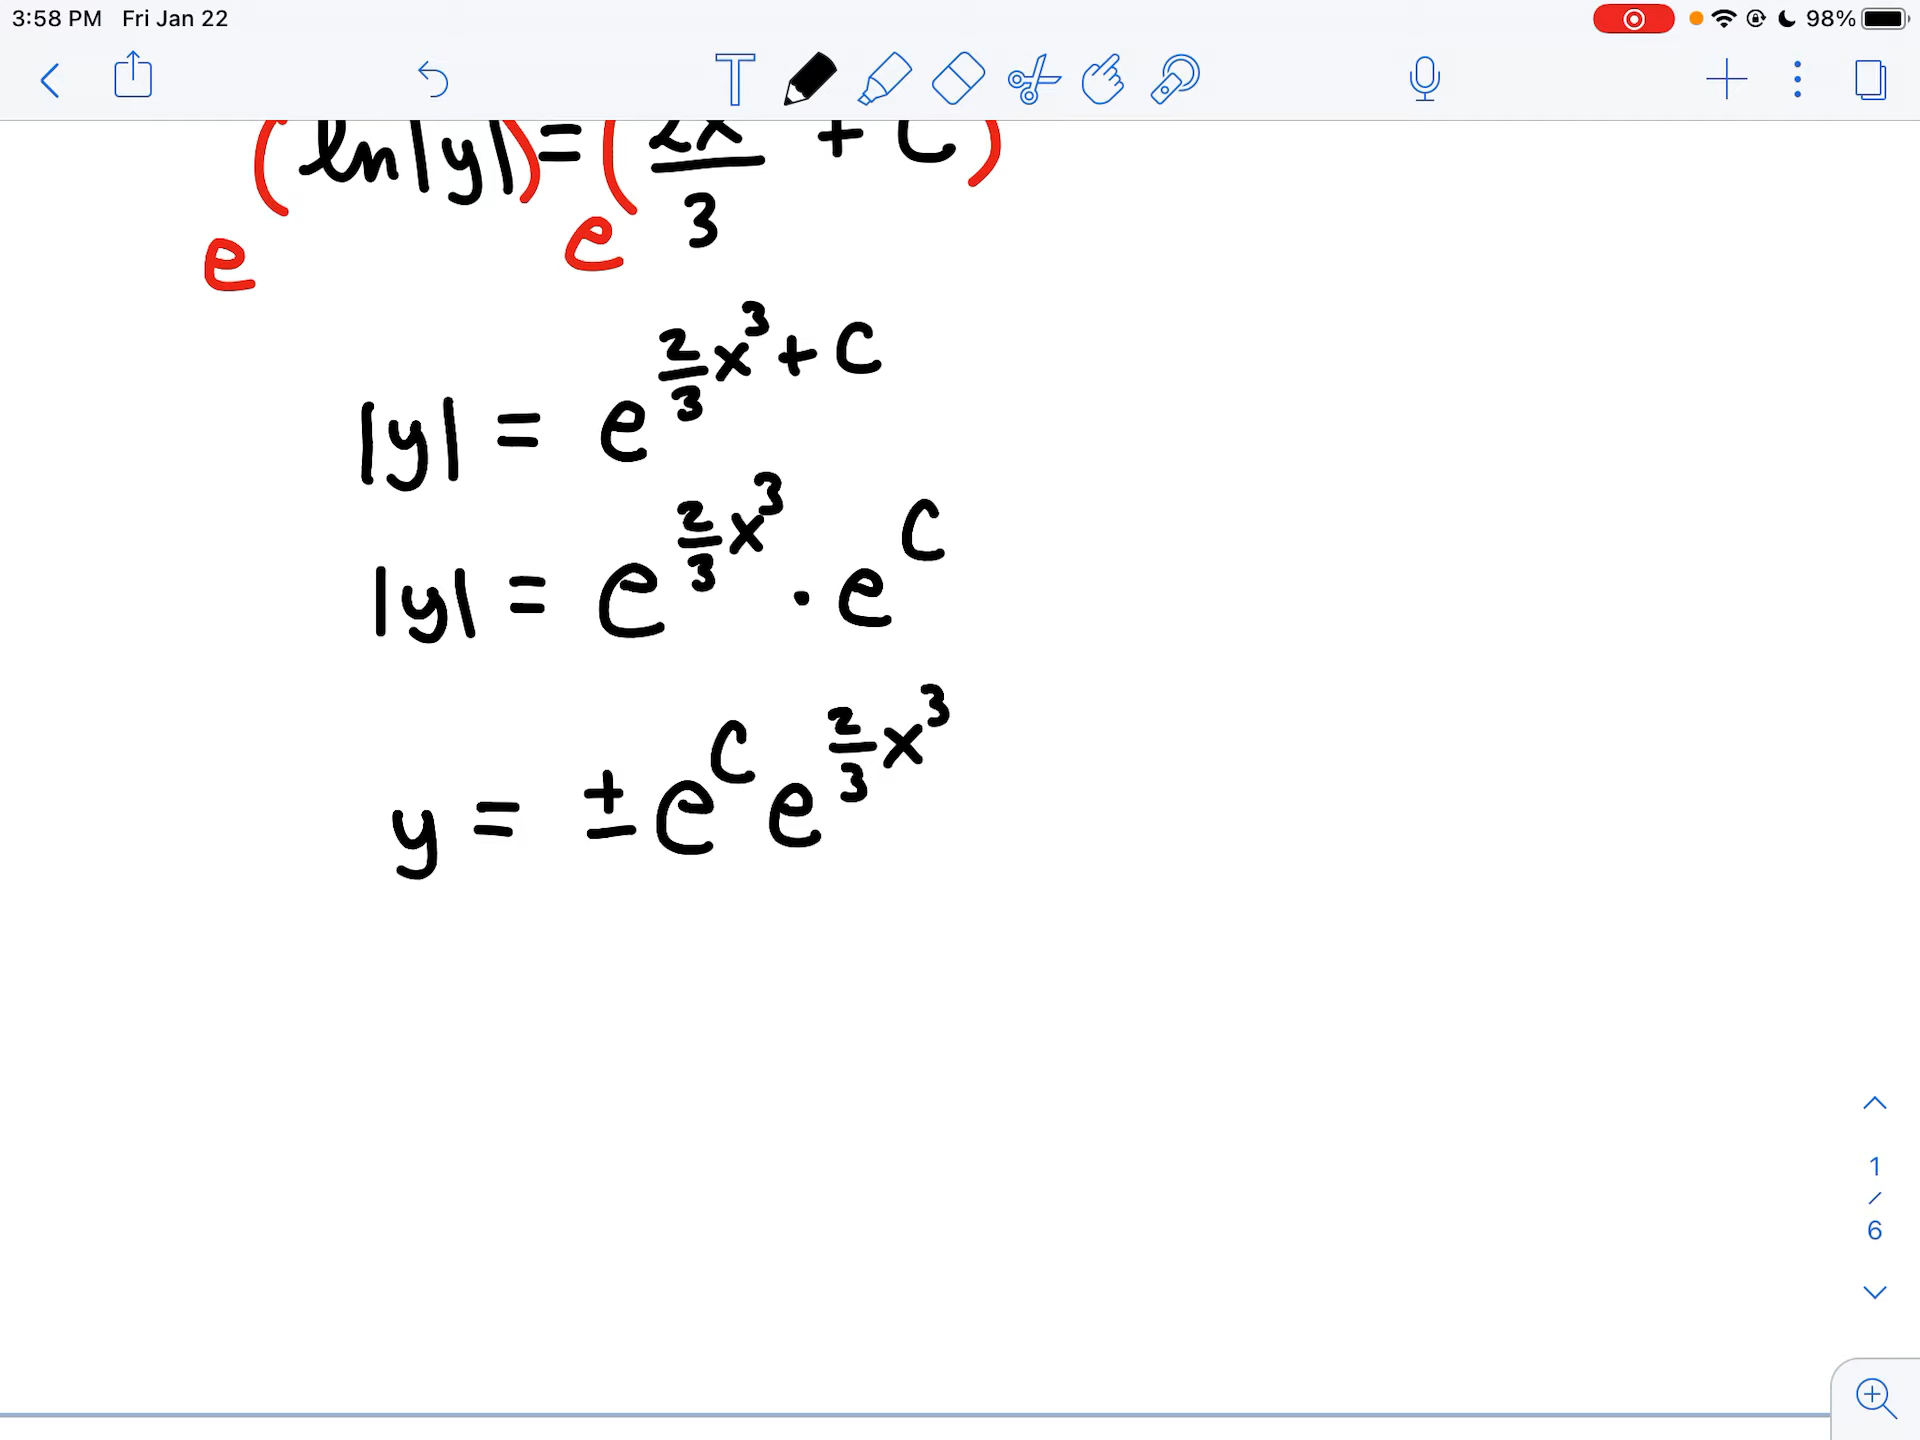 3:58 PM Fri Jan 22 98%
T
e^(ln|y|) = e^(2x/3 + C)
|y| = e^(2/3 x^3 + C)
|y| = e^(2/3 x^3) · e^C
y = ± e^C e^(2/3 x^3)
1
/
6